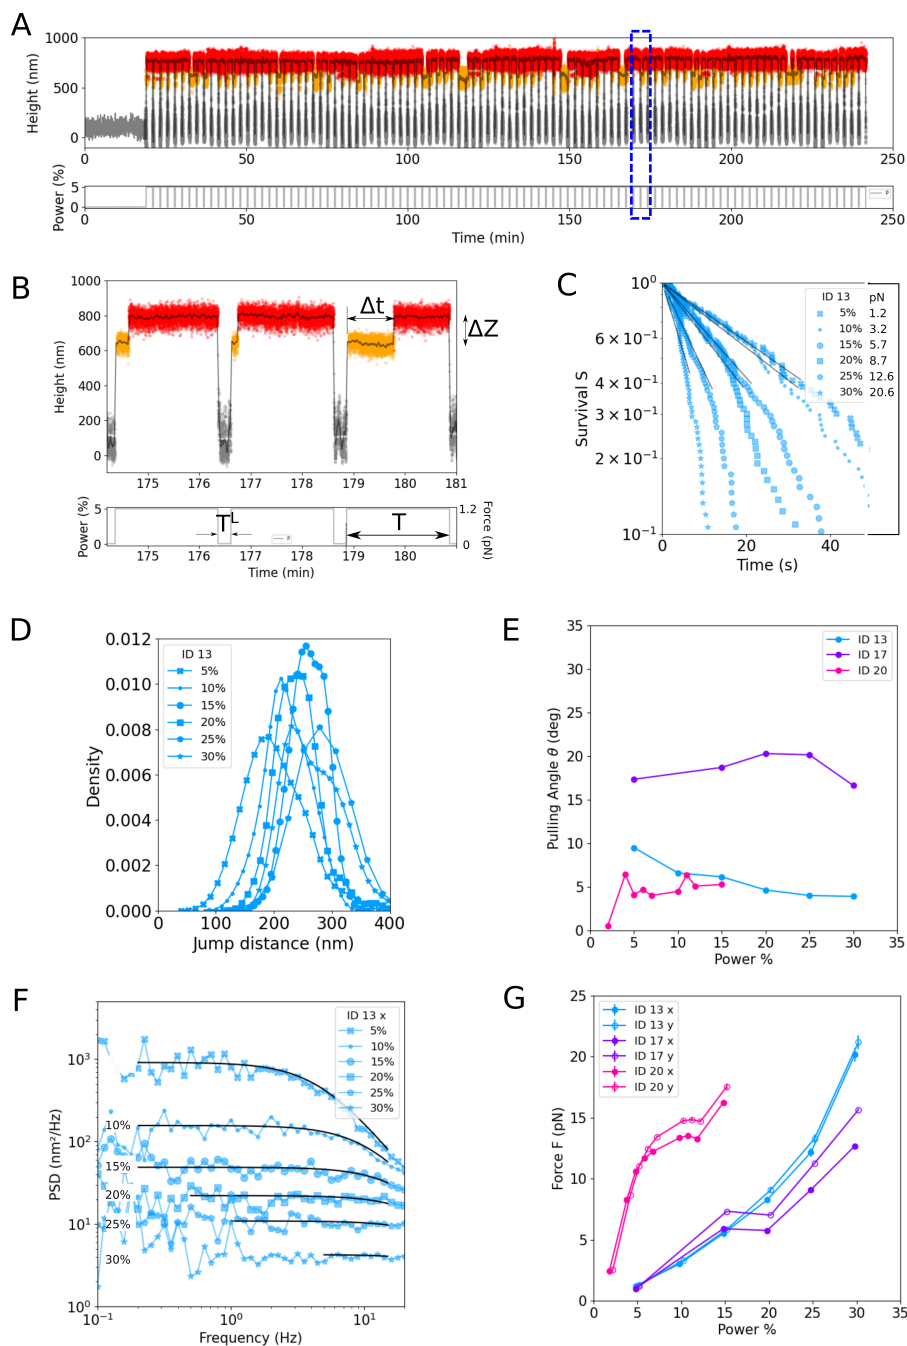 A
1000
500
0
Height (nm)
0
50
100
150
200
250
5
0
Power (%)
P
0
50
100
150
200
250
Time (min)
B
1000
800
600
400
200
0
Height (nm)
Δt
ΔZ
175
176
177
178
179
180
181
5
0
Power (%)
T^L
T
P
1.2
0
Force (pN)
175
176
177
178
179
180
Time (min)
C
10^0
6 × 10^-1
4 × 10^-1
3 × 10^-1
2 × 10^-1
10^-1
Survival S
ID 13 pN
5% 1.2
10% 3.2
15% 5.7
20% 8.7
25% 12.6
30% 20.6
0
20
40
Time (s)
D
0.012
0.010
0.008
0.006
0.004
0.002
0.000
Density
ID 13
5%
10%
15%
20%
25%
30%
0
100
200
300
400
Jump distance (nm)
E
35
30
25
20
15
10
5
0
Pulling Angle θ (deg)
ID 13
ID 17
ID 20
0
5
10
15
20
25
30
35
Power %
F
10^3
10^2
10^1
10^0
PSD (nm²/Hz)
ID 13 x
5%
10%
15%
20%
25%
30%
10%
15%
20%
25%
30%
10^-1
10^0
10^1
Frequency (Hz)
G
25
20
15
10
5
0
Force F (pN)
ID 13 x
ID 13 y
ID 17 x
ID 17 y
ID 20 x
ID 20 y
0
5
10
15
20
25
30
35
Power %